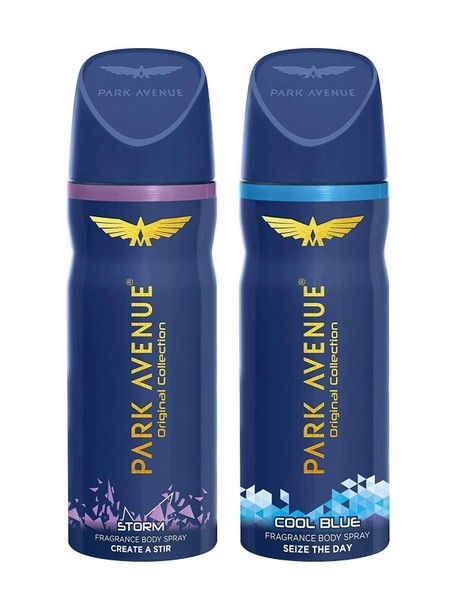 PARK AVENUE
PARK AVENUE®
Original Collection
STORM
FRAGRANCE BODY SPRAY
CREATE A STIR
PARK AVENUE
PARK AVENUE®
Original Collection
COOL BLUE
FRAGRANCE BODY SPRAY
SEIZE THE DAY